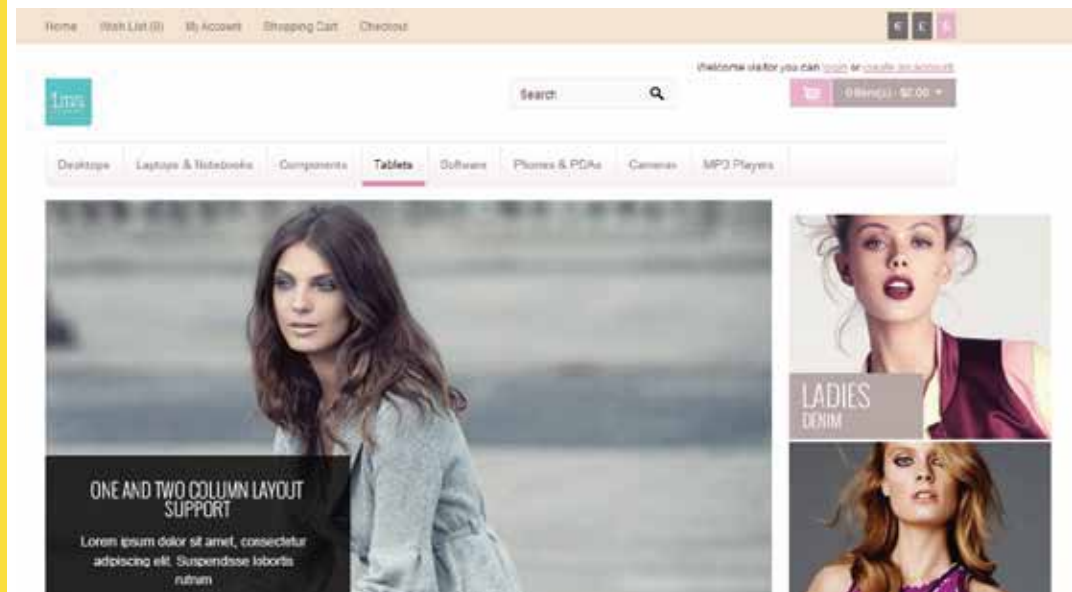 Home Wish List (0) My Account Shopping Cart Checkout
€ £ $
Welcome visitor you can login or create an account.
Search
0 item(s) - $0.00
Desktops Laptops & Notebooks Components Tablets Software Phones & PDAs Cameras MP3 Players
LADIES
DENIM
ONE AND TWO COLUMN LAYOUT
SUPPORT
Lorem ipsum dolor sit amet, consectetur
adipiscing elit. Suspendisse lobortis
rutrum